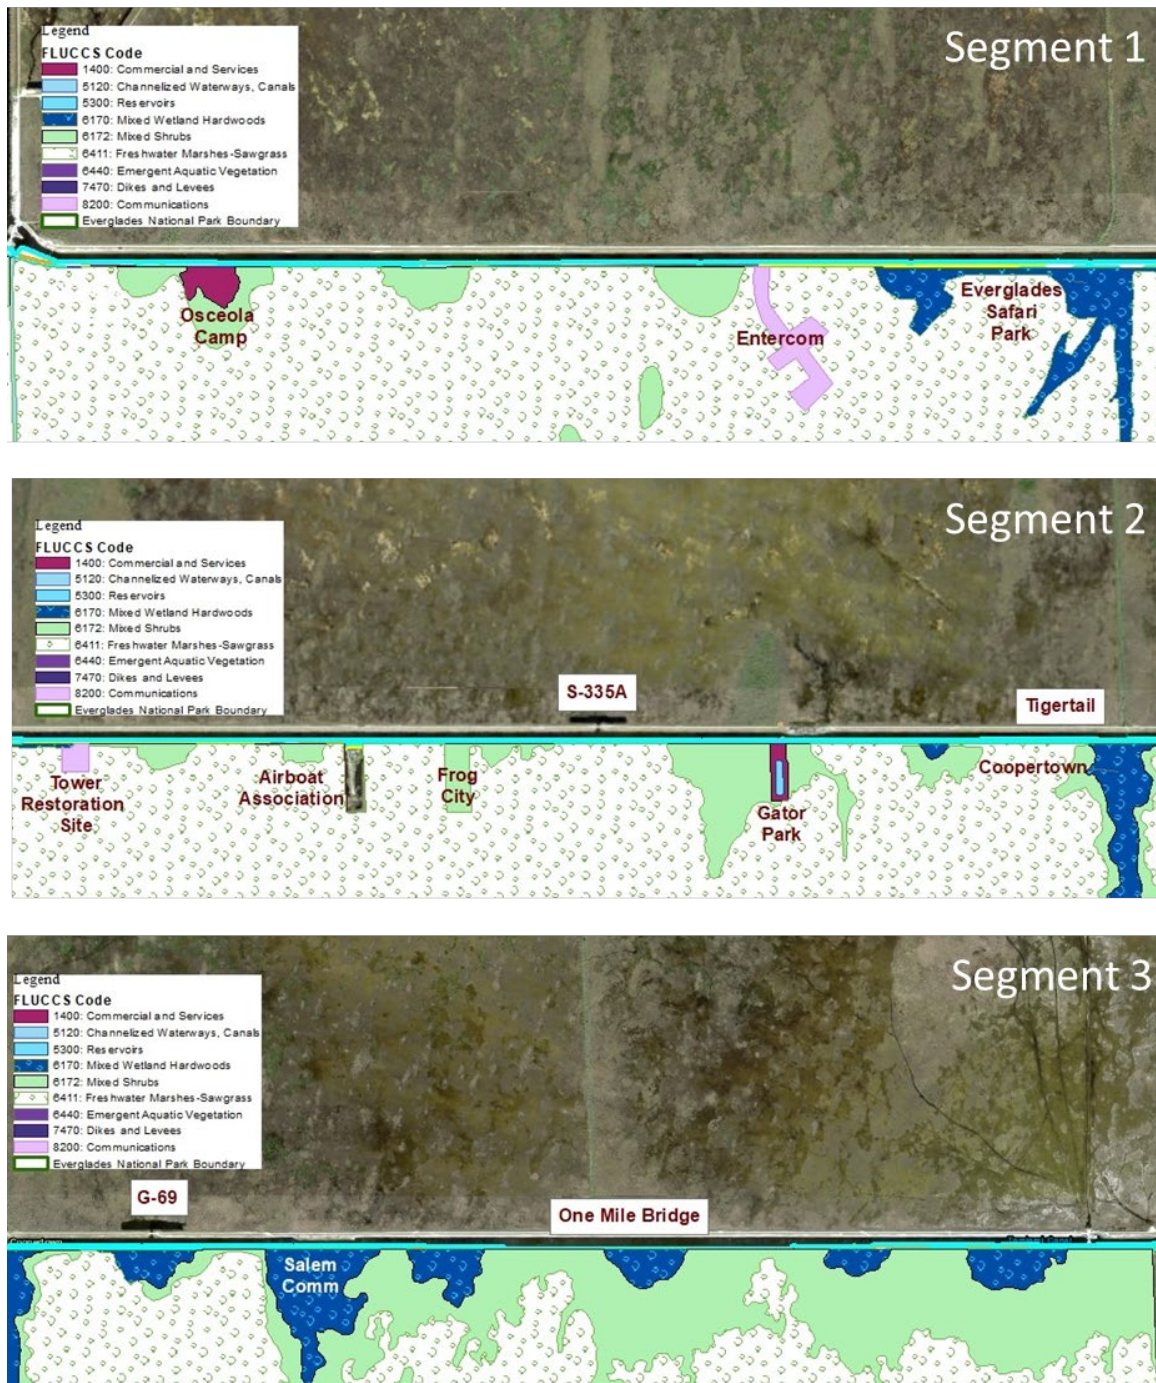 Segment 1
Legend
FLUCCS Code
1400: Commercial and Services
5120: Channelized Waterways, Canals
5300: Reservoirs
6170: Mixed Wetland Hardwoods
6172: Mixed Shrubs
6411: Freshwater Marshes-Sawgrass
6440: Emergent Aquatic Vegetation
7470: Dikes and Levees
8200: Communications
Everglades National Park Boundary
Osceola
Camp
Entercom
Everglades
Safari
Park
Segment 2
Legend
FLUCCS Code
1400: Commercial and Services
5120: Channelized Waterways, Canals
5300: Reservoirs
6170: Mixed Wetland Hardwoods
6172: Mixed Shrubs
6411: Freshwater Marshes-Sawgrass
6440: Emergent Aquatic Vegetation
7470: Dikes and Levees
8200: Communications
Everglades National Park Boundary
S-335A
Tigertail
Tower
Restoration
Site
Airboat
Association
Frog
City
Gator
Park
Coopertown
Segment 3
Legend
FLUCCS Code
1400: Commercial and Services
5120: Channelized Waterways, Canals
5300: Reservoirs
6170: Mixed Wetland Hardwoods
6172: Mixed Shrubs
6411: Freshwater Marshes-Sawgrass
6440: Emergent Aquatic Vegetation
7470: Dikes and Levees
8200: Communications
Everglades National Park Boundary
G-69
One Mile Bridge
Coopertown
Salem
Comm